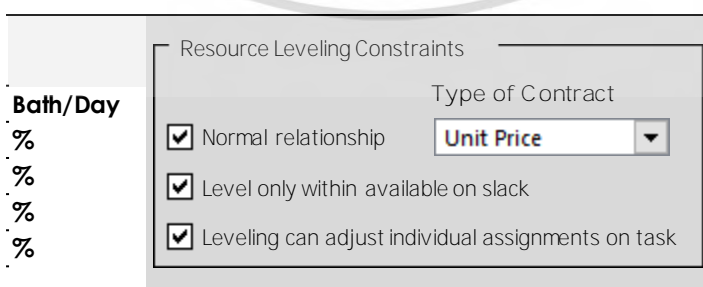 Resource Leveling Constraints
Type of Contract
Bath/Day
% Normal relationship Unit Price
% Level only within available on slack
%
% Leveling can adjust individual assignments on task